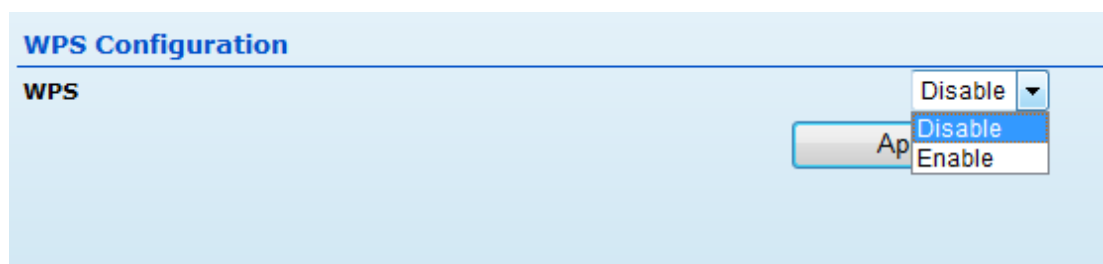 WPS Configuration
WPS
Disable
Disable
Ap
Enable